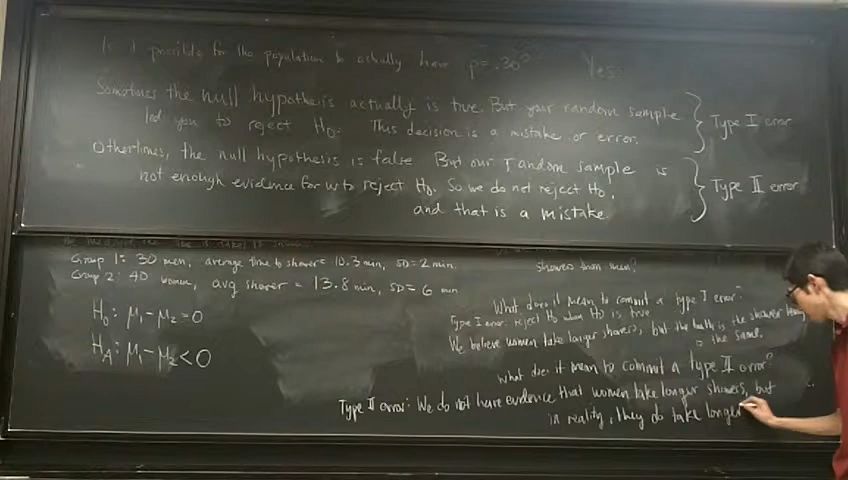 Is it possible for the population to actually have p = .30? Yes.
Sometimes the null hypothesis actually is true. But your random sample
led you to reject H₀. This decision is a mistake or error.
} Type I error
Othertimes, the null hypothesis is false But our random sample is
not enough evidence for us to reject H₀. So we do not reject H₀,
and that is a mistake.
} Type II error
Group 1: 30 men, average time to shower = 10.3 min, SD = 2 min.
Group 2: 40 women, avg shower = 13.8 min, SD = 6 min
H₀: μ₁ - μ₂ = 0
H_A: μ₁ - μ₂ < 0
showers than men?
What does it mean to commit a type I error?
Type I error: reject H₀ when H₀ is true
We believe women take longer showers, but the truth is the shower
is the same.
What does it mean to commit a type II error?
Type II error: We do not have evidence that women take longer showers, but
in reality, they do take longer